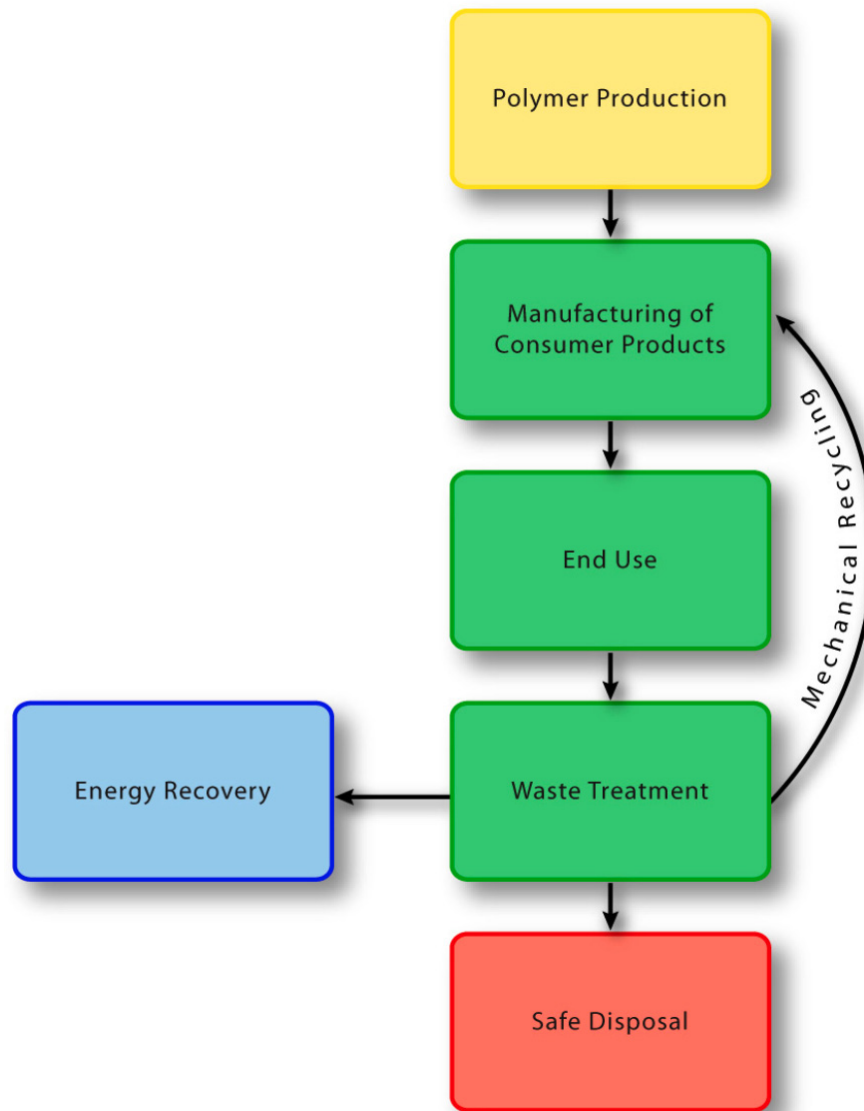 Polymer Production
Manufacturing of
Consumer Products
Mechanical Recycling
End Use
Energy Recovery
Waste Treatment
Safe Disposal